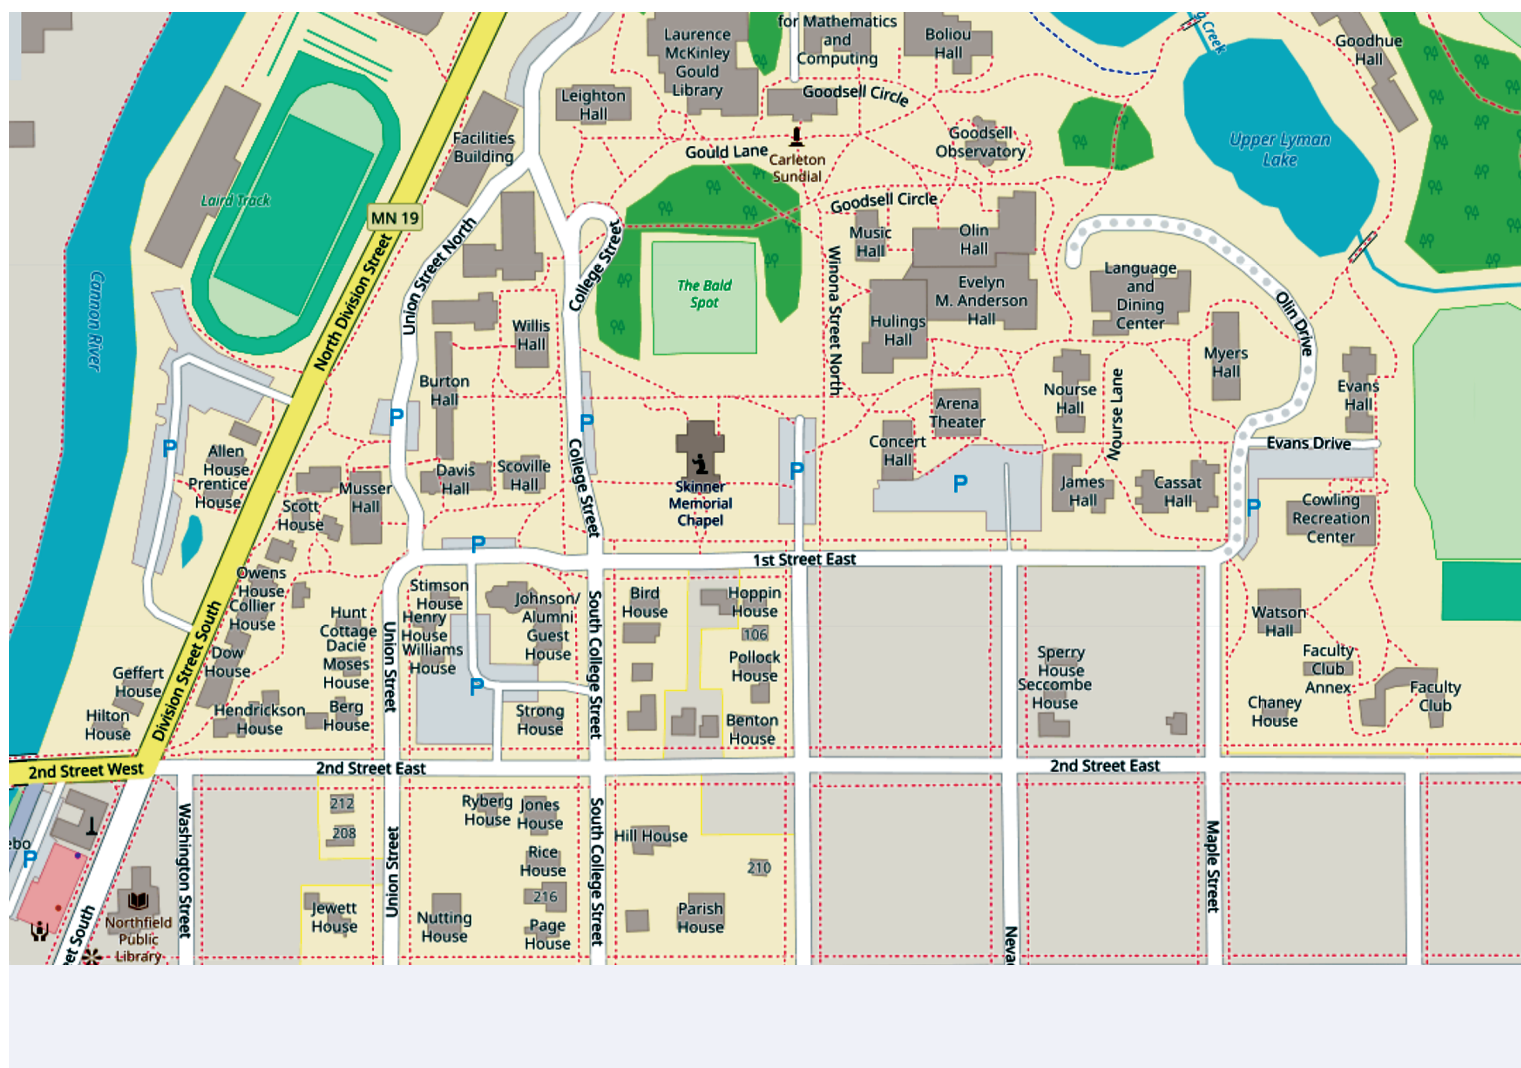 for Mathematics
and
Computing
Laurence
McKinley
Gould
Library
Boliou
Hall
Creek
Goodhue
Hall
Leighton
Hall
Goodsell Circle
Facilities
Building
Goodsell
Observatory
Upper Lyman
Lake
Gould Lane
Carleton
Sundial
Laird Track
MN 19
Goodsell Circle
Music
Hall
Olin
Hall
Union Street North
College Street
North Division Street
Cannon River
The Bald
Spot
Winona Street North
Evelyn
M. Anderson
Hall
Language
and
Dining
Center
Olin Drive
Hulings
Hall
Willis
Hall
Myers
Hall
Burton
Hall
Nourse
Hall
Nourse Lane
Evans
Hall
Arena
Theater
P
P
P
Allen
House
Prentice
House
Concert
Hall
Evans Drive
College Street
Davis
Hall
Scoville
Hall
P
P
Skinner
Memorial
Chapel
Musser
Hall
Scott
House
James
Hall
Cassat
Hall
P
Cowling
Recreation
Center
P
1st Street East
Owens
House
Collier
House
Stimson
House
Henry
House
Williams
House
Johnson/
Alumni
Guest
House
Bird
House
Hoppin
House
106
Pollock
House
Hunt
Cottage
Dacie
Moses
House
Union Street
South College Street
Watson
Hall
Dow
House
Division Street South
Geffert
House
Sperry
House
Seccombe
House
Faculty
Club
Annex
Faculty
Club
P
Hilton
House
Hendrickson
House
Berg
House
Strong
House
Benton
House
Chaney
House
2nd Street West
2nd Street East
2nd Street East
212
208
Ryberg
House
Jones
House
Hill House
Washington Street
Union Street
South College Street
Maple Street
P
Rice
House
210
216
Jewett
House
Nutting
House
Page
House
Parish
House
Northfield
Public
Library